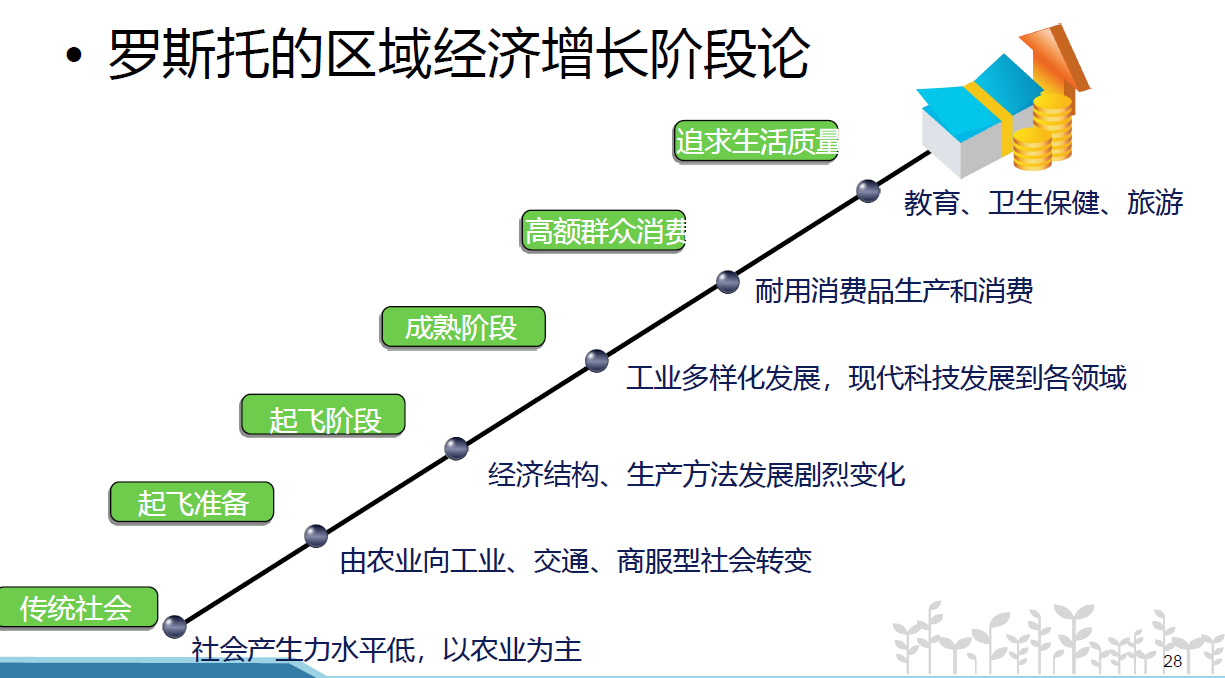 • 罗斯托的区域经济增长阶段论
追求生活质量
教育、卫生保健、旅游
高额群众消费
耐用消费品生产和消费
成熟阶段
工业多样化发展，现代科技发展到各领域
起飞阶段
经济结构、生产方法发展剧烈变化
起飞准备
由农业向工业、交通、商服型社会转变
传统社会
社会产生力水平低，以农业为主
28